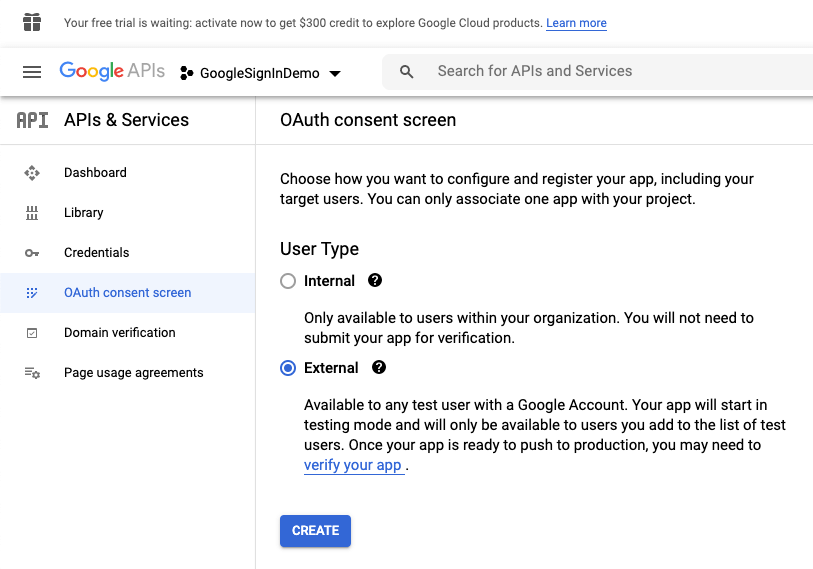 Your free trial is waiting: activate now to get $300 credit to explore Google Cloud products. Learn more
Google APIs GoogleSignInDemo Search for APIs and Services
API APIs & Services
Dashboard
Library
Credentials
OAuth consent screen
Domain verification
Page usage agreements
OAuth consent screen
Choose how you want to configure and register your app, including your
target users. You can only associate one app with your project.
User Type
Internal
Only available to users within your organization. You will not need to
submit your app for verification.
External
Available to any test user with a Google Account. Your app will start in
testing mode and will only be available to users you add to the list of test
users. Once your app is ready to push to production, you may need to
verify your app .
CREATE